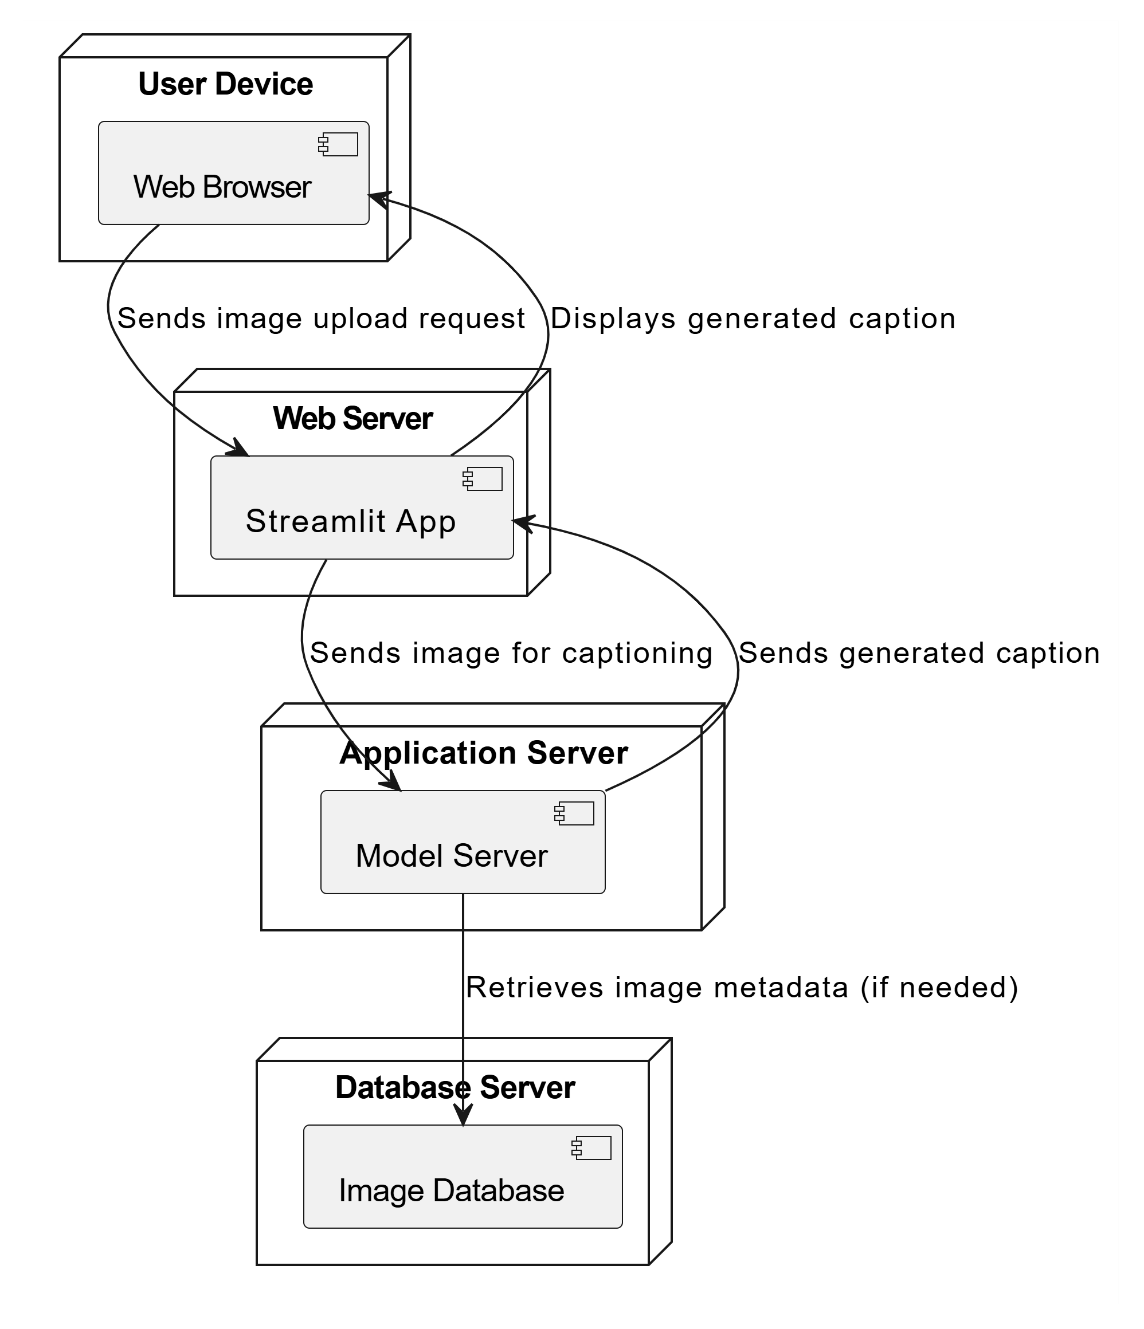 User Device
Web Browser
Sends image upload request
Displays generated caption
Web Server
Streamlit App
Sends image for captioning
Sends generated caption
Application Server
Model Server
Retrieves image metadata (if needed)
Database Server
Image Database